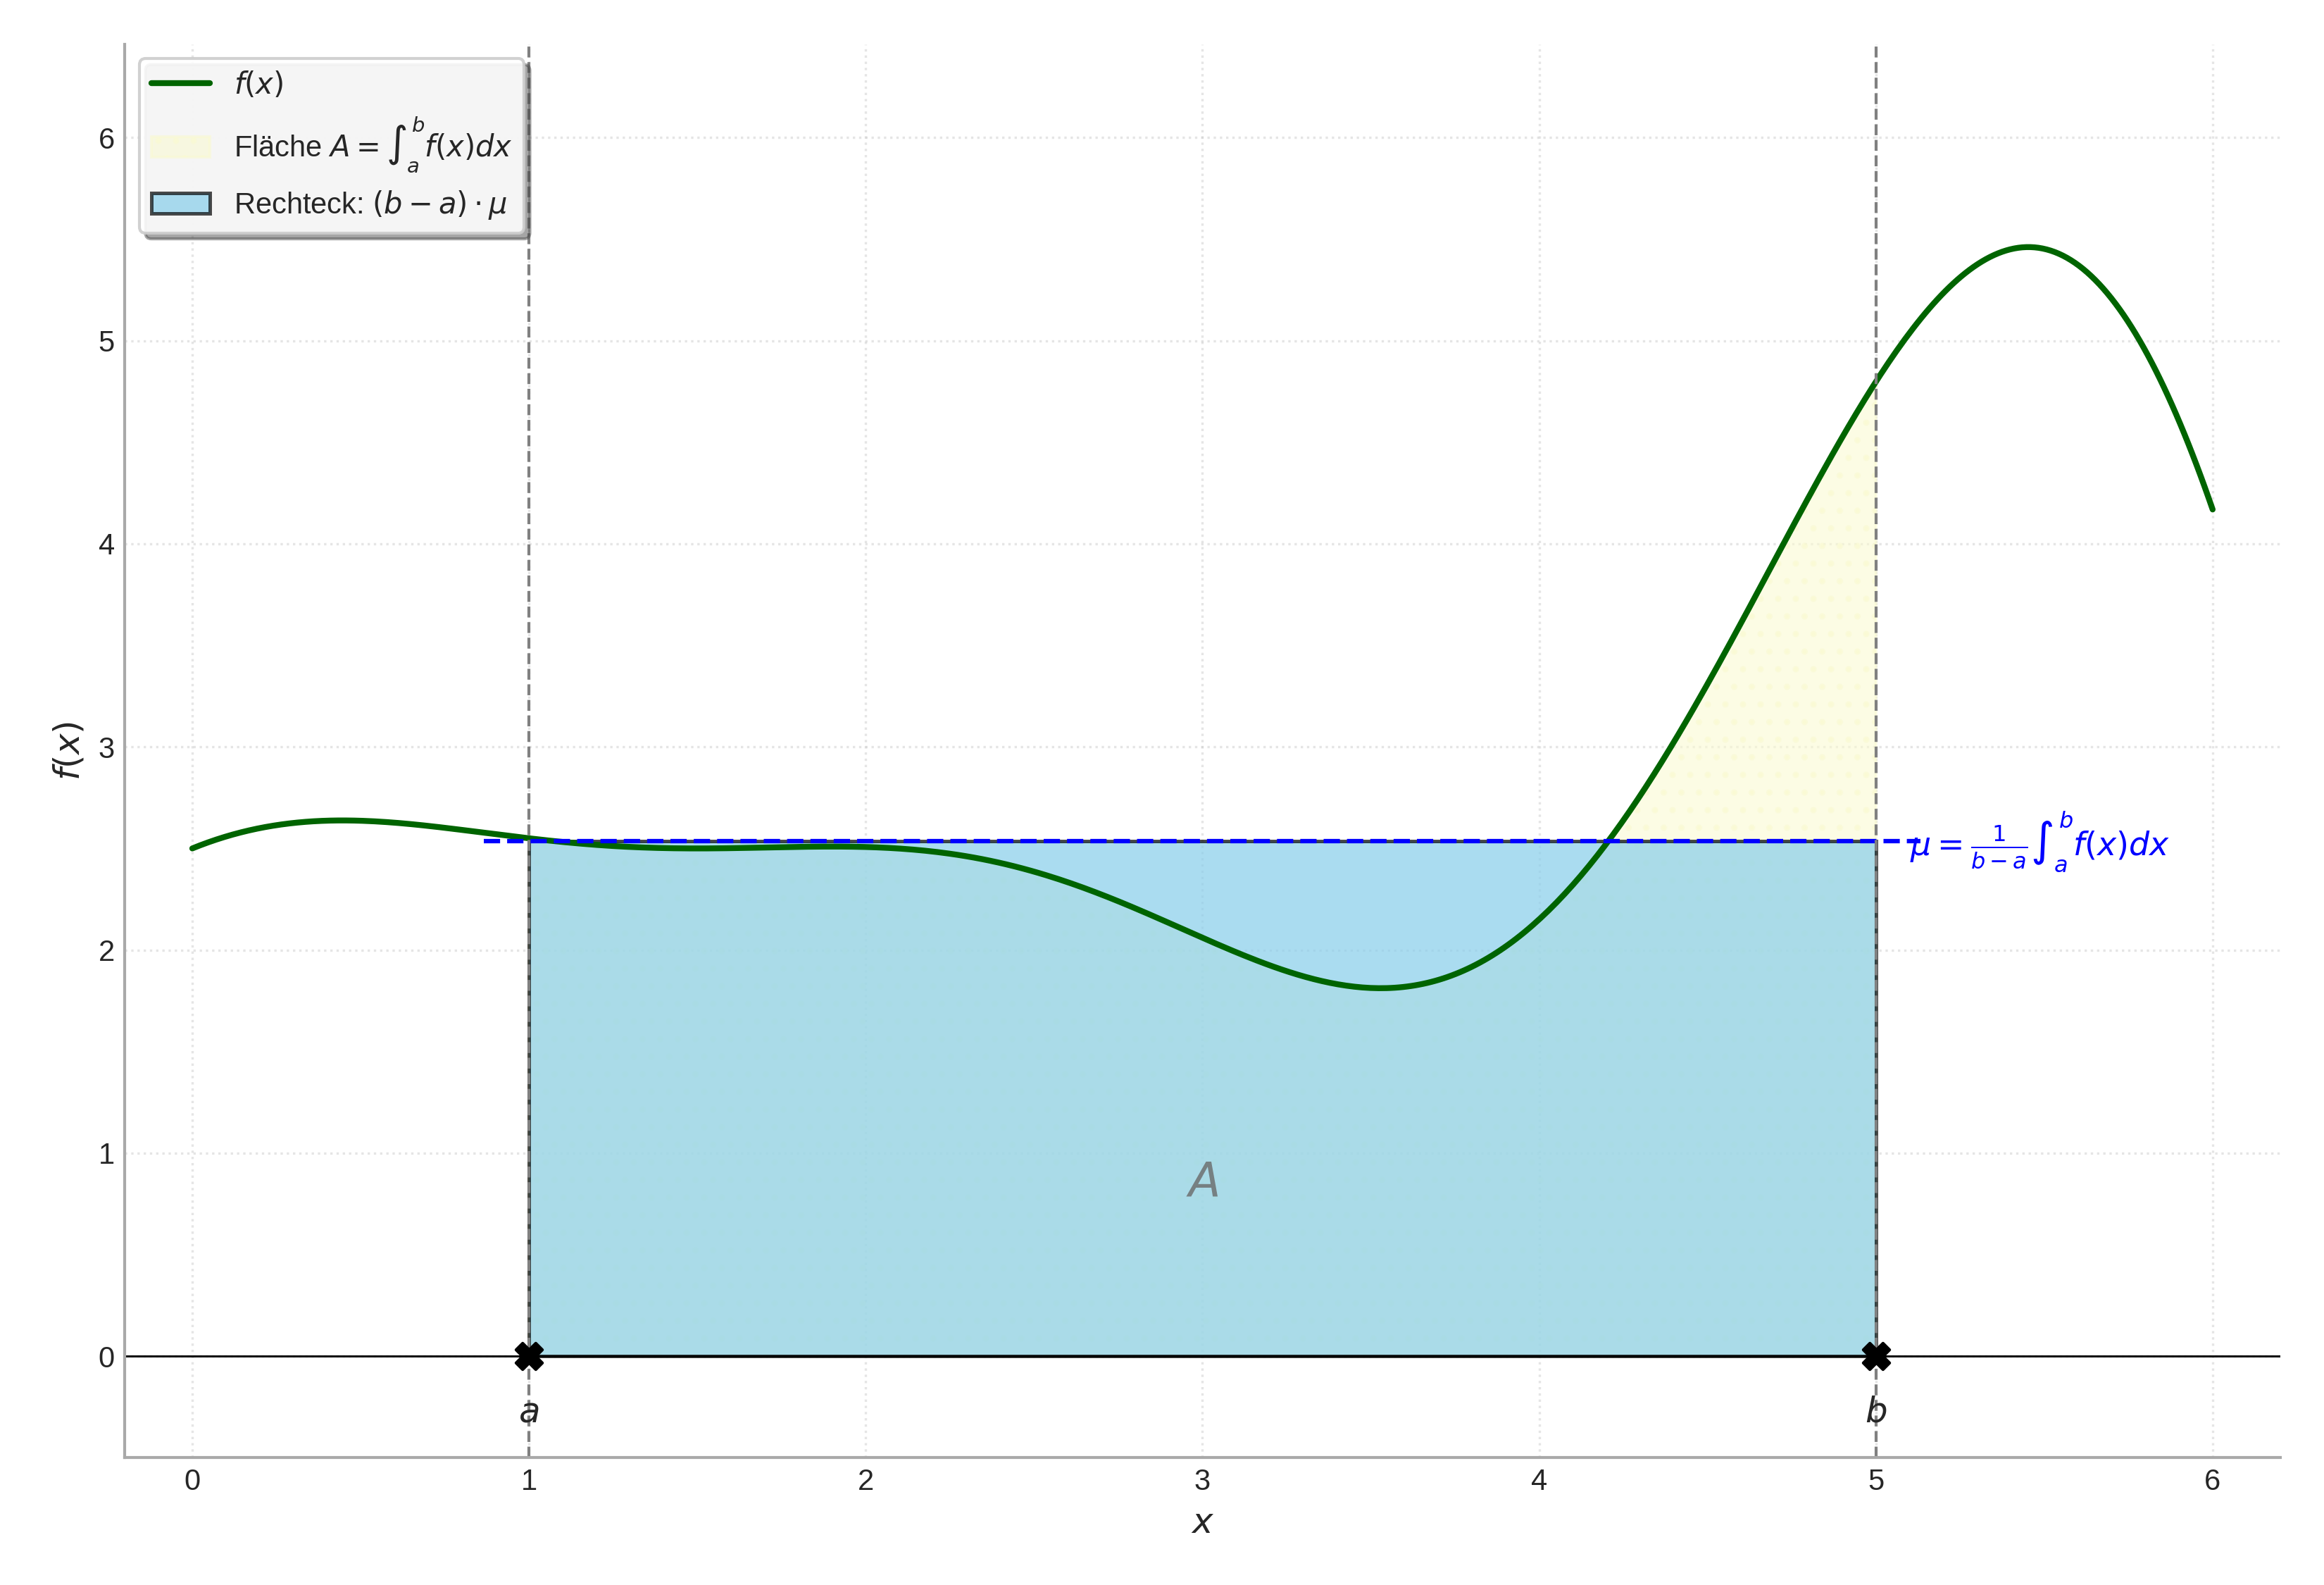 f(x)
Fläche A = ∫_a^b f(x)dx
Rechteck: (b − a) · μ
6
5
4
3
2
1
0
f(x)
μ = \frac{1}{b − a} ∫_a^b f(x)dx
A
a b
0 1 2 3 4 5 6
x